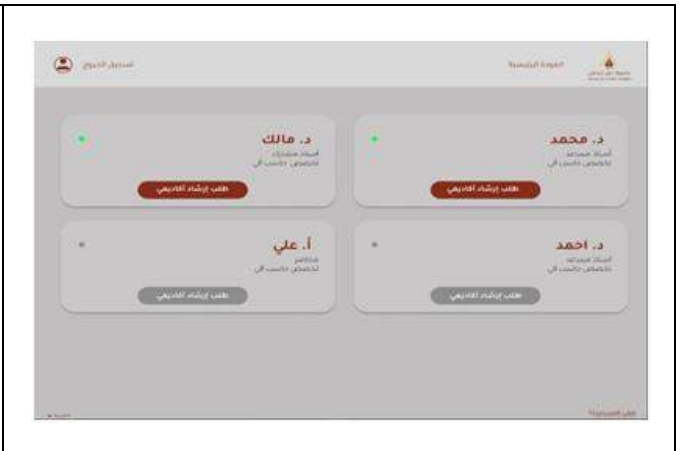 الصفحة الرئيسية
تسجيل الخروج
د. محمد
أستاذ مساعد
تخصص حاسب آلي
طلب إرشاد أكاديمي
د. مالك
أستاذ مشارك
تخصص حاسب آلي
طلب إرشاد أكاديمي
د. احمد
أستاذ مساعد
تخصص حاسب آلي
طلب إرشاد أكاديمي
أ. علي
محاضر
تخصص حاسب آلي
طلب إرشاد أكاديمي